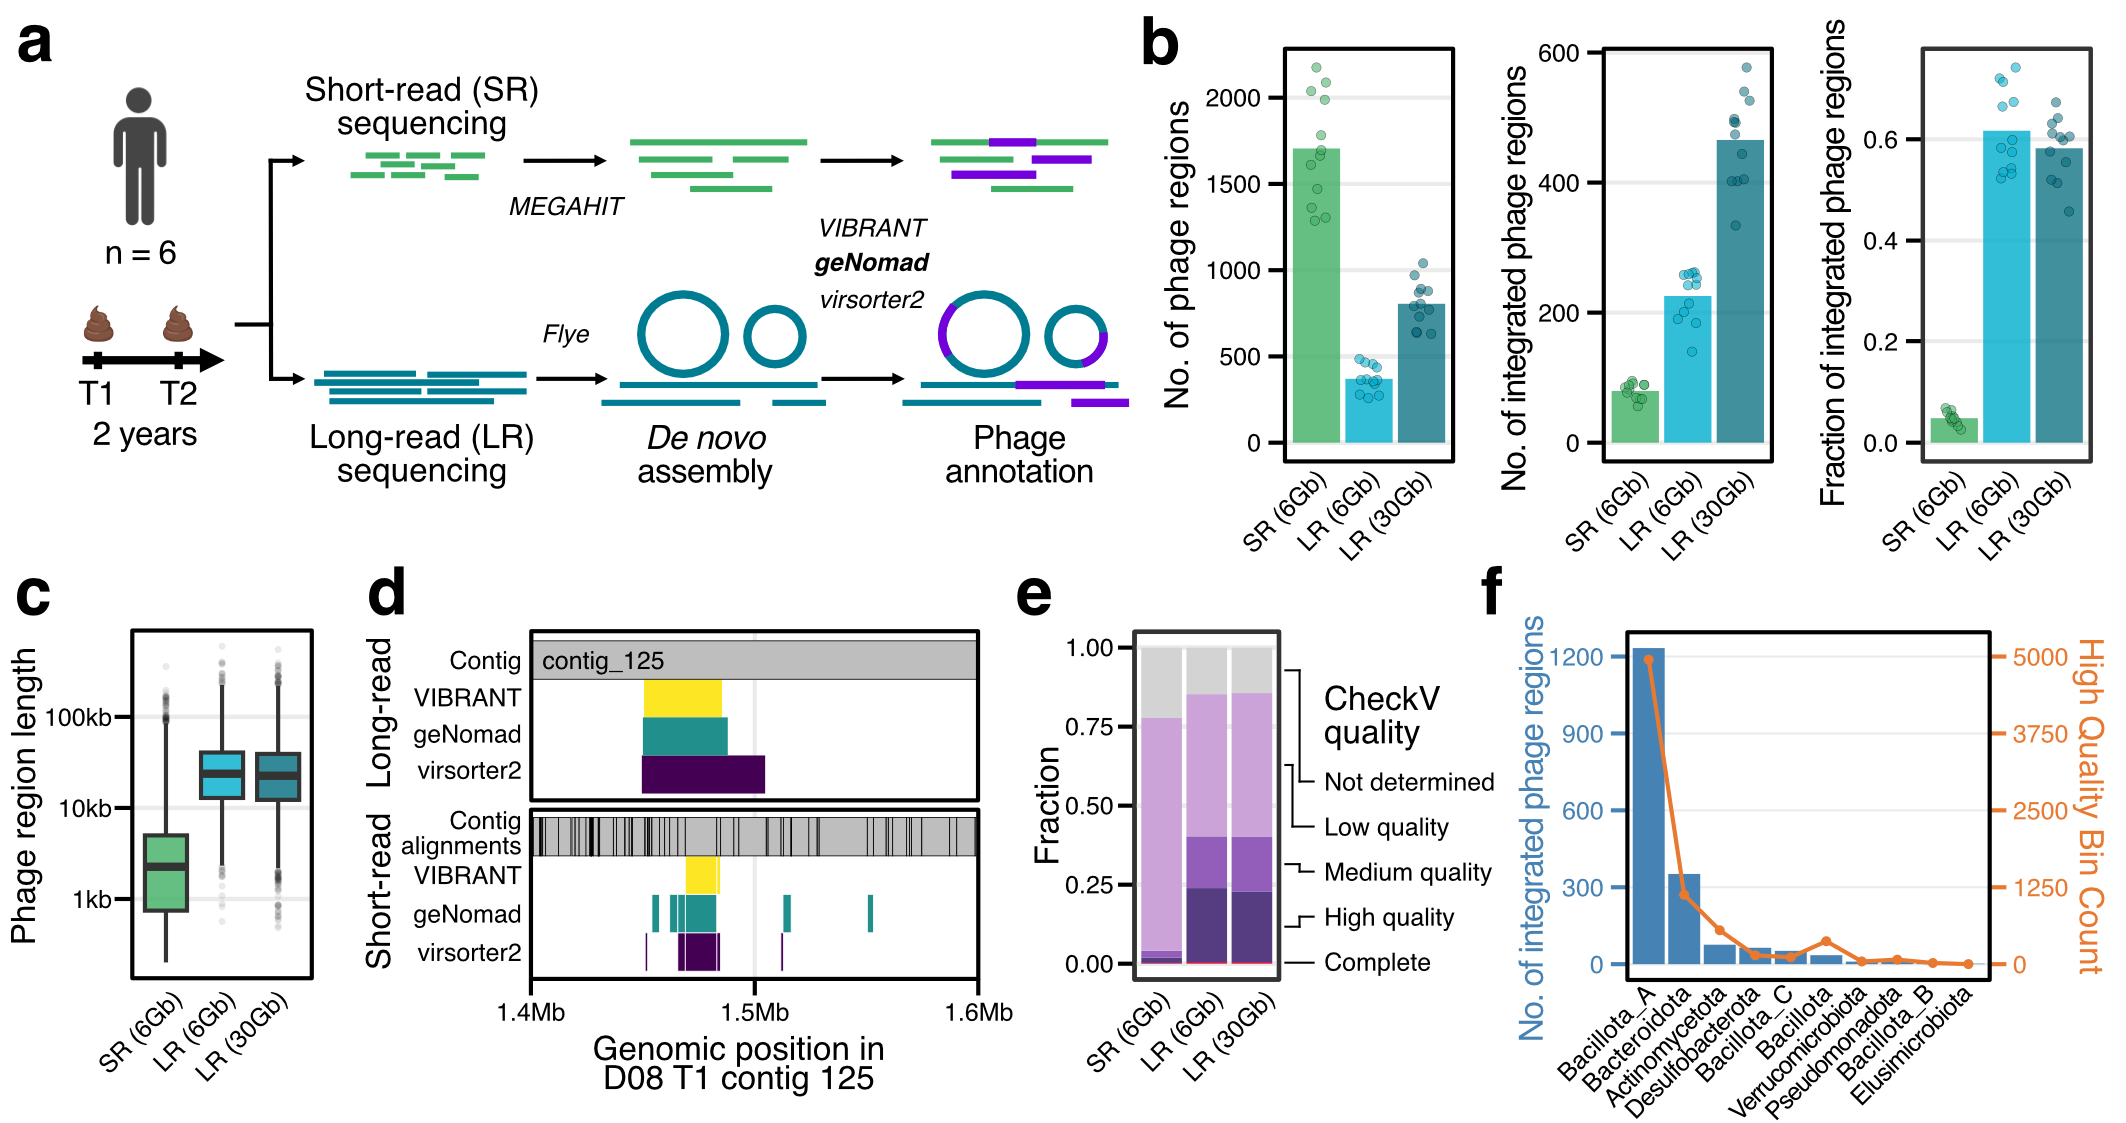 a
Short-read (SR)
sequencing
n = 6
T1
T2
2 years
MEGAHIT
VIBRANT
geNomad
virsorter2
Flye
Long-read (LR)
sequencing
De novo
assembly
Phage
annotation
b
No. of phage regions
2000
1500
1000
500
0
SR (6Gb)
LR (6Gb)
LR (30Gb)
No. of integrated phage regions
600
400
200
0
SR (6Gb)
LR (6Gb)
LR (30Gb)
Fraction of integrated phage regions
0.6
0.4
0.2
0.0
SR (6Gb)
LR (6Gb)
LR (30Gb)
c
Phage region length
100kb
10kb
1kb
SR (6Gb)
LR (6Gb)
LR (30Gb)
d
Long-read
Contig
contig_125
VIBRANT
geNomad
virsorter2
Short-read
Contig
alignments
VIBRANT
geNomad
virsorter2
1.4Mb
1.5Mb
1.6Mb
Genomic position in
D08 T1 contig 125
e
Fraction
1.00
0.75
0.50
0.25
0.00
SR (6Gb)
LR (6Gb)
LR (30Gb)
CheckV
quality
Not determined
Low quality
Medium quality
High quality
Complete
f
No. of integrated phage regions
1200
900
600
300
0
5000
3750
2500
1250
0
High Quality Bin Count
Bacillota_A
Bacteroidota
Actinomycetota
Desulfobacterota
Bacillota_C
Bacillota
Verrucomicrobiota
Pseudomonadota
Bacillota_B
Elusimicrobiota